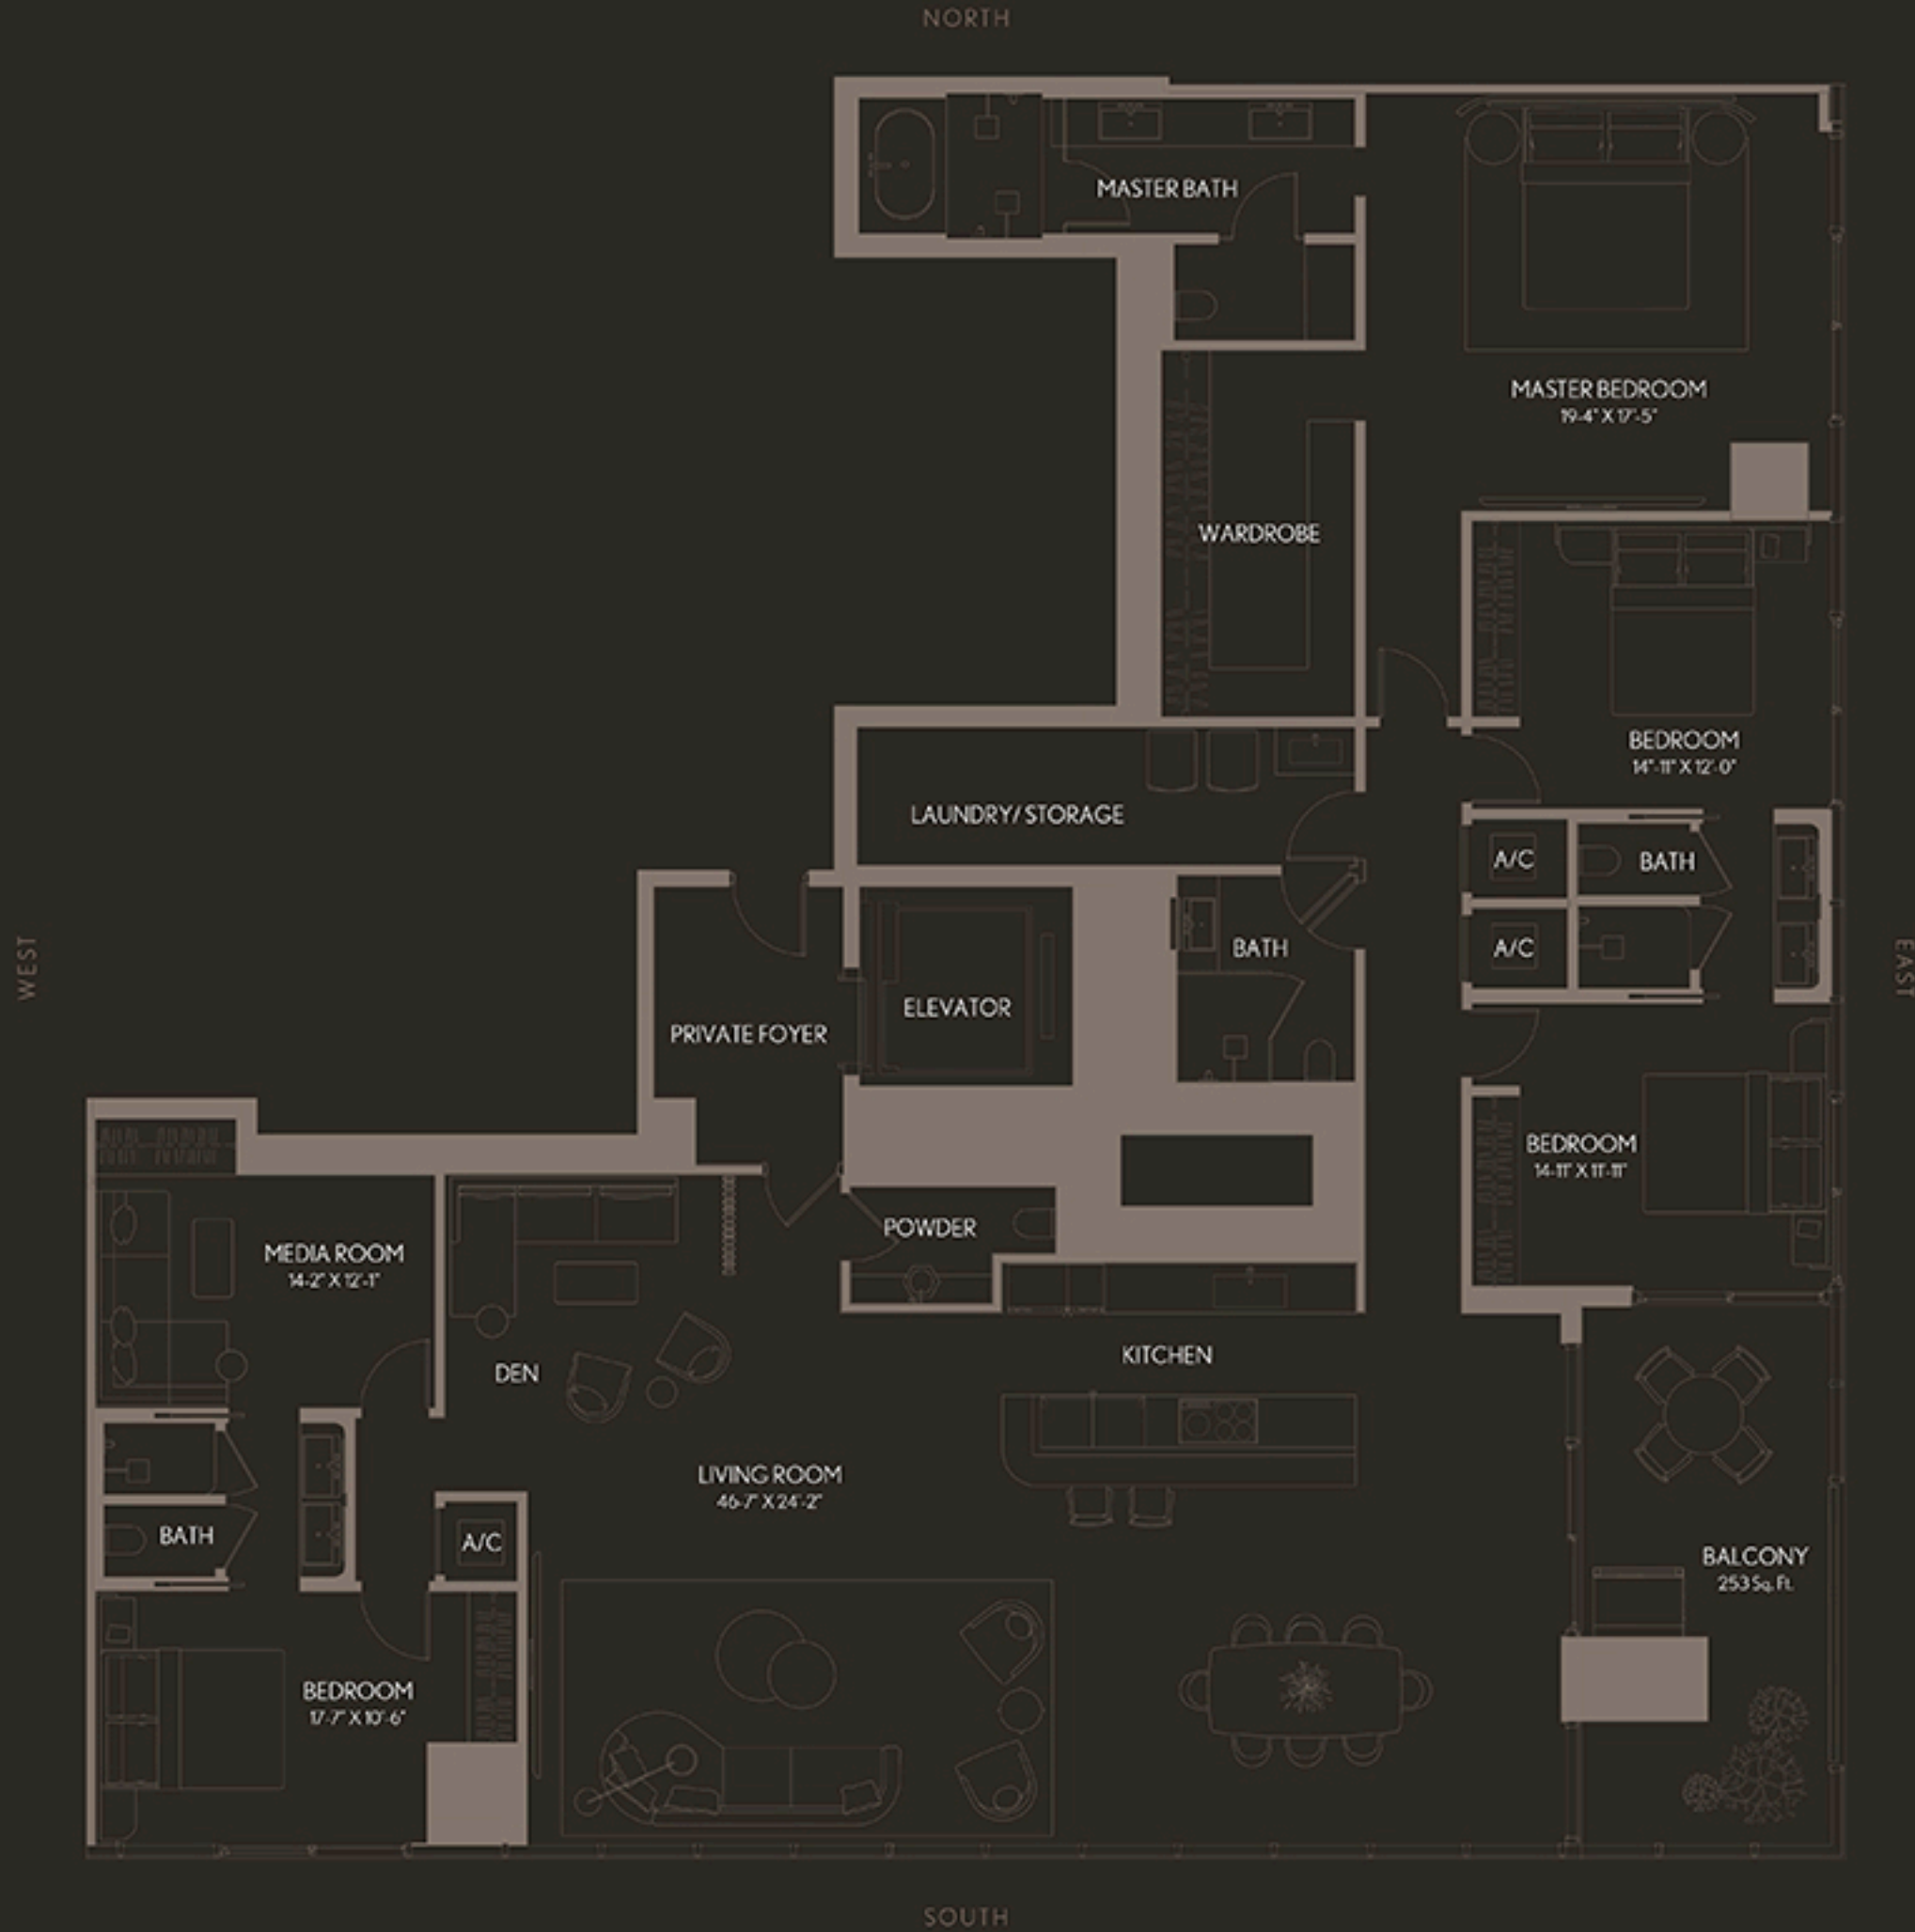 NORTH
MASTER BATH
MASTER BEDROOM
19'-4" X 17'-5"
WARDROBE
BEDROOM
14"-11" X 12'-0"
LAUNDRY/ STORAGE
A/C
BATH
WEST
EAST
A/C
BATH
ELEVATOR
PRIVATE FOYER
BEDROOM
14'-11" X 11'-11"
POWDER
MEDIA ROOM
14'-2" X 12'-1"
KITCHEN
DEN
LIVING ROOM
46'-7" X 24'-2"
BATH
A/C
BALCONY
253 Sq. Ft.
BEDROOM
17'-7" X 10'-6"
SOUTH